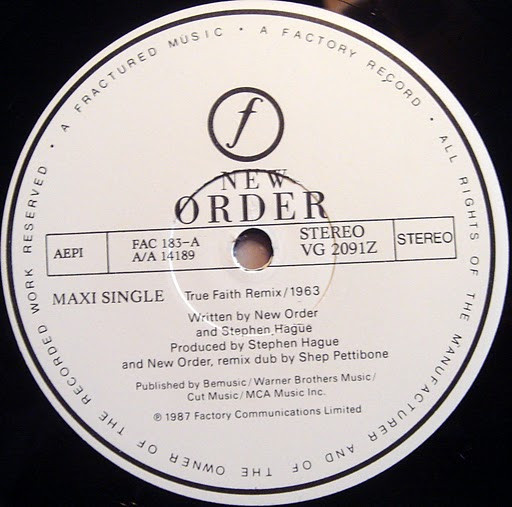 A FRACTURED MUSIC · A FACTORY RECORD · ALL RIGHTS OF THE MANUFACTURER AND OF THE OWNER OF THE RECORDED WORK RESERVED ·
f
NEW
ORDER
AEPI
FAC 183-A
A/A 14189
STEREO
VG 2091Z
STEREO
MAXI SINGLE True Faith Remix/1963
Written by New Order
and Stephen Hague
Produced by Stephen Hague
and New Order, remix dub by Shep Pettibone
Published by Bemusic/Warner Brothers Music/
Cut Music/MCA Music Inc.
℗ 1987 Factory Communications Limited